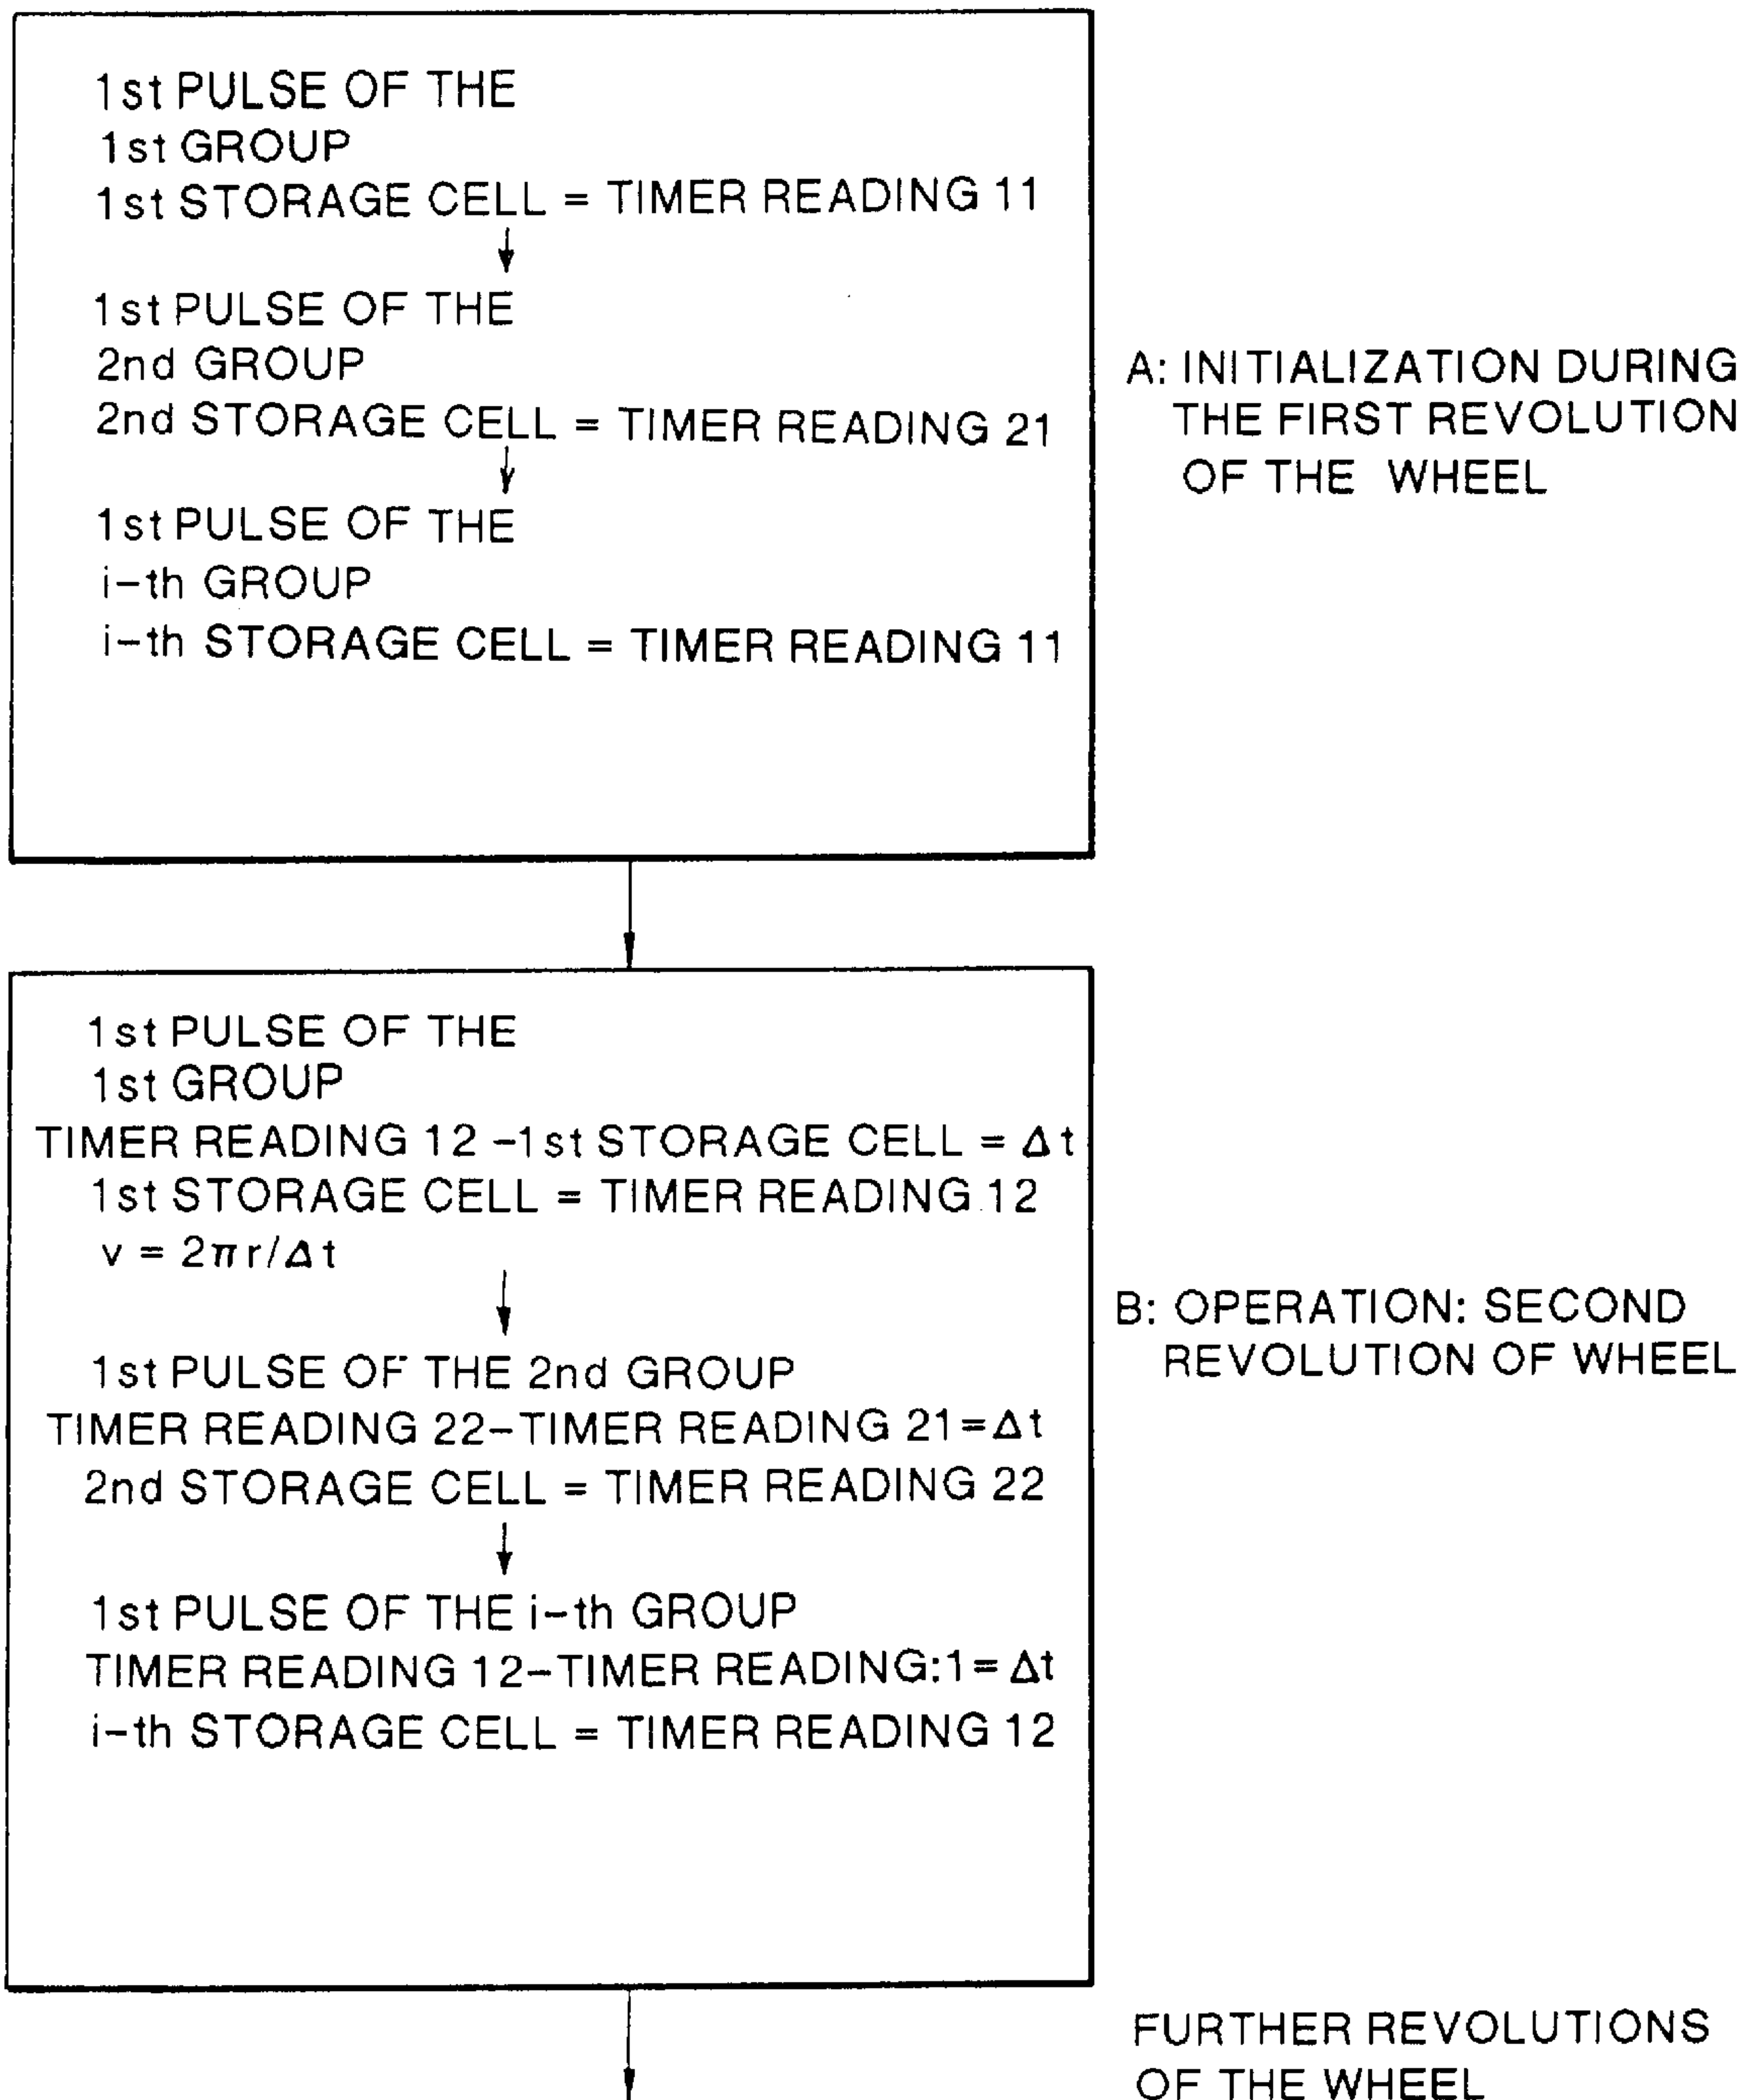 1st PULSE OF THE
1st GROUP
1st STORAGE CELL = TIMER READING 11
1st PULSE OF THE
2nd GROUP
2nd STORAGE CELL = TIMER READING 21
1st PULSE OF THE
i-th GROUP
i-th STORAGE CELL = TIMER READING 11
A: INITIALIZATION DURING
THE FIRST REVOLUTION
OF THE WHEEL
1st PULSE OF THE
1st GROUP
TIMER READING 12 -1st STORAGE CELL = Δt
1st STORAGE CELL = TIMER READING 12
v = 2πr/Δt
1st PULSE OF THE 2nd GROUP
TIMER READING 22-TIMER READING 21=Δt
2nd STORAGE CELL = TIMER READING 22
1st PULSE OF THE i-th GROUP
TIMER READING 12-TIMER READING:1=Δt
i-th STORAGE CELL = TIMER READING 12
B: OPERATION: SECOND
REVOLUTION OF WHEEL
FURTHER REVOLUTIONS
OF THE WHEEL